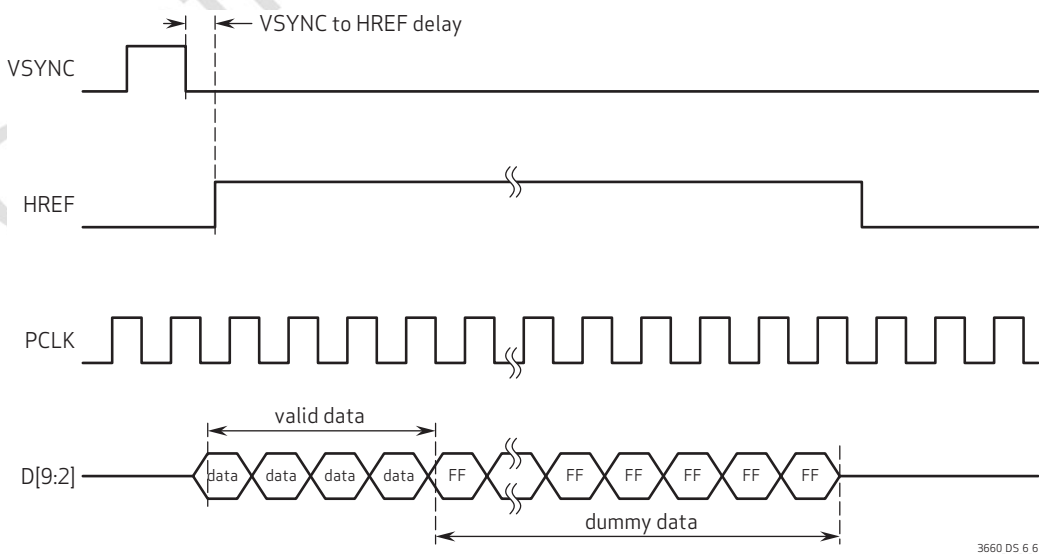 VSYNC to HREF delay
VSYNC
HREF
PCLK
valid data
D[9:2]
data data data data FF FF FF FF FF FF
dummy data
3660 DS 6 6